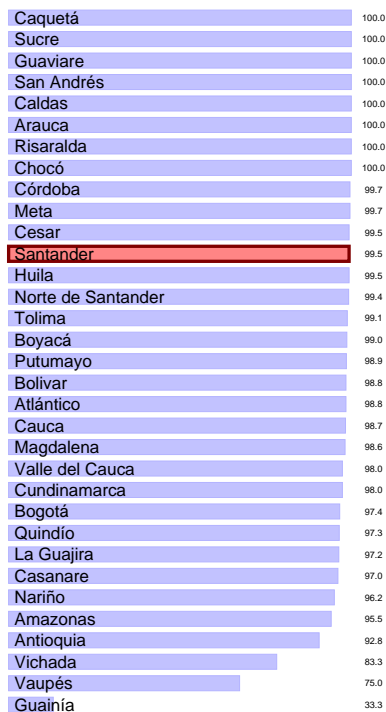 Caquetá 100.0
Sucre 100.0
Guaviare 100.0
San Andrés 100.0
Caldas 100.0
Arauca 100.0
Risaralda 100.0
Chocó 100.0
Córdoba 99.7
Meta 99.7
Cesar 99.5
Santander 99.5
Huila 99.5
Norte de Santander 99.4
Tolima 99.1
Boyacá 99.0
Putumayo 98.9
Bolivar 98.8
Atlántico 98.8
Cauca 98.7
Magdalena 98.6
Valle del Cauca 98.0
Cundinamarca 98.0
Bogotá 97.4
Quindío 97.3
La Guajira 97.2
Casanare 97.0
Nariño 96.2
Amazonas 95.5
Antioquia 92.8
Vichada 83.3
Vaupés 75.0
Guainía 33.3